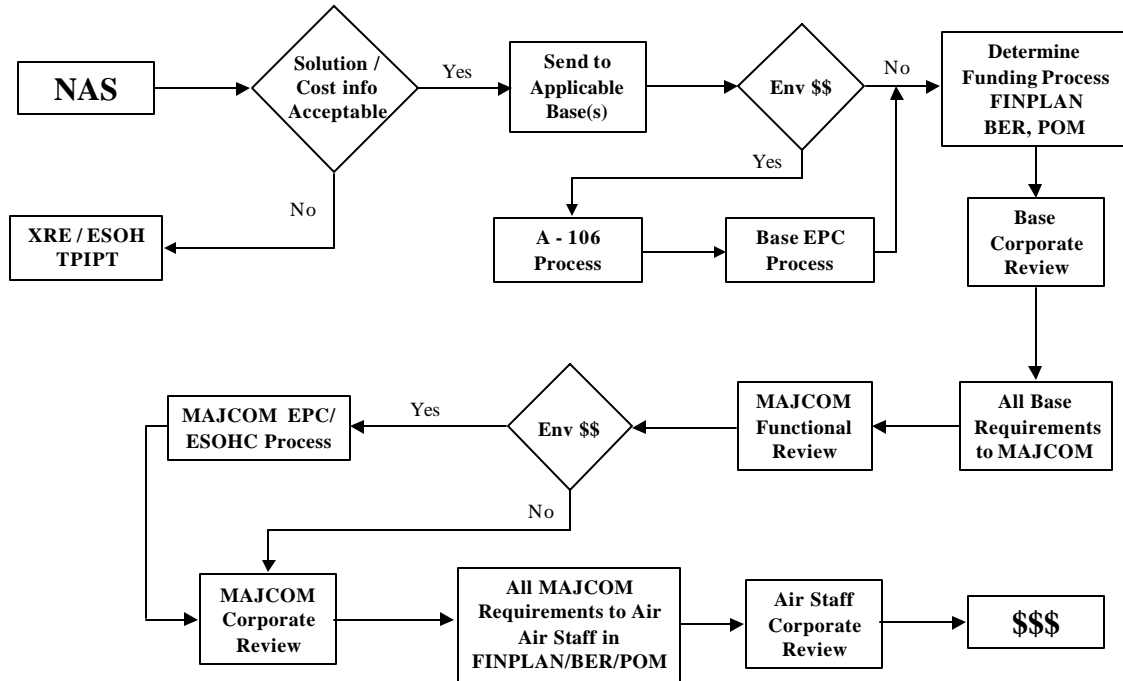 NAS
Solution /
Cost info
Acceptable
Yes
Send to
Applicable
Base(s)
Env $$
No
Determine
Funding Process
FINPLAN
BER, POM
Yes
No
XRE / ESOH
TPIPT
A - 106
Process
Base EPC
Process
Base
Corporate
Review
MAJCOM EPC/
ESOHC Process
Yes
Env $$
MAJCOM
Functional
Review
All Base
Requirements
to MAJCOM
No
MAJCOM
Corporate
Review
All MAJCOM
Requirements to Air
Air Staff in
FINPLAN/BER/POM
Air Staff
Corporate
Review
$$$